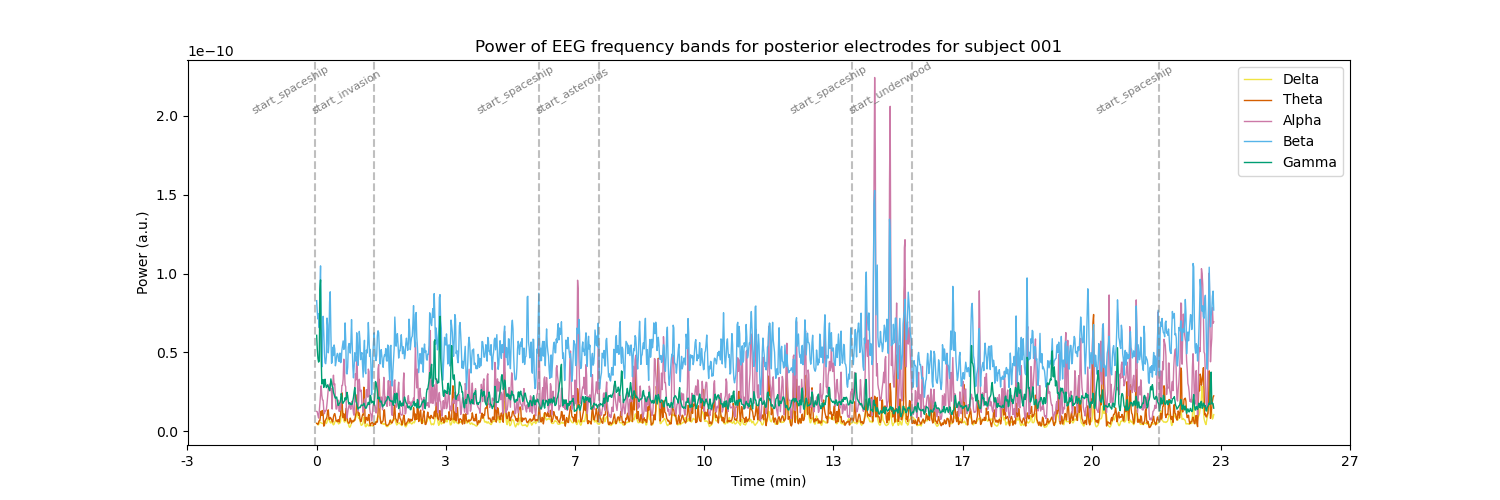 Power of EEG frequency bands for posterior electrodes for subject 001
1e−10
start_spaceship
start_invasion
start_spaceship
start_asteroids
start_spaceship
start_underwood
start_spaceship
Delta
Theta
Alpha
Beta
Gamma
2.0
1.5
1.0
0.5
0.0
Power (a.u.)
-3 0 3 7 10 13 17 20 23 27
Time (min)